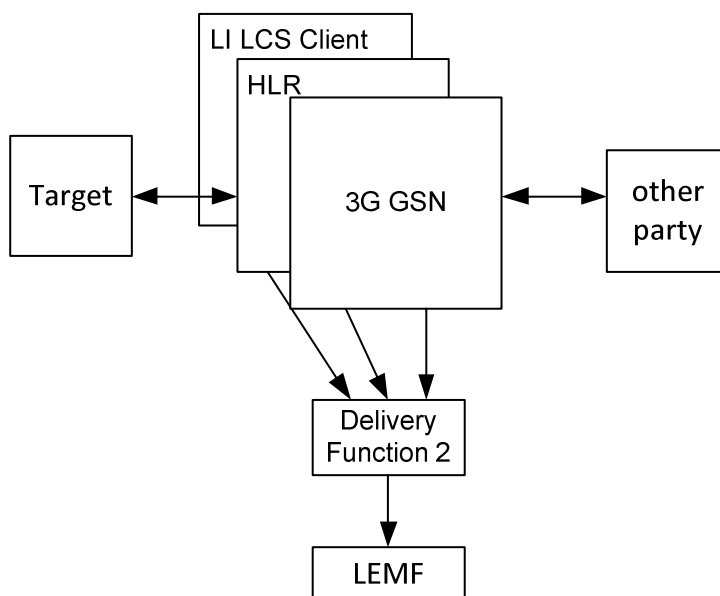 LI LCS Client
HLR
Target
3G GSN
other
party
Delivery
Function 2
LEMF